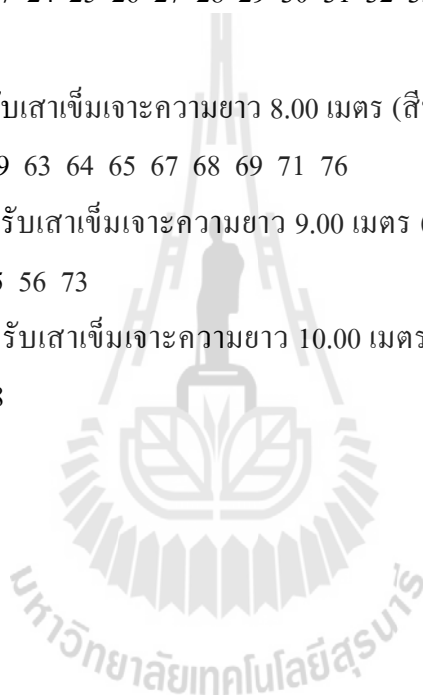 24 25 26 27 28 29 30 31 32
รับเสาเข็มเจาะความยาว 8.00 เมตร
63 64 65 67 68 69 71 76
รับเสาเข็มเจาะความยาว 9.00 เมตร
56 73
รับเสาเข็มเจาะความยาว 10.00 เมตร
มหาวิทยาลัยเทคโนโลยีสุรนารี